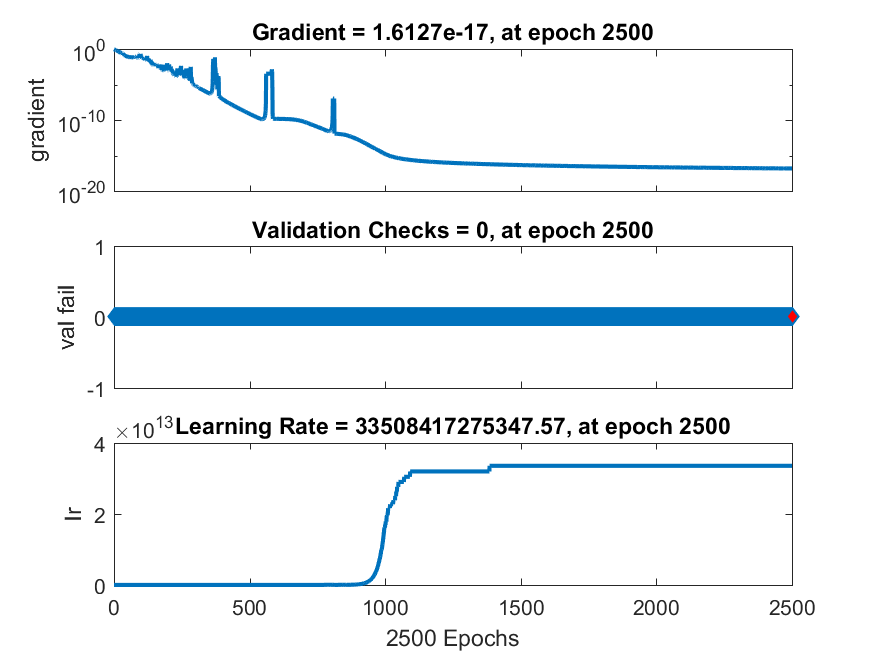 Gradient = 1.6127e-17, at epoch 2500
10^0
10^-10
10^-20
gradient
Validation Checks = 0, at epoch 2500
1
0
-1
val fail
×10^13
Learning Rate = 33508417275347.57, at epoch 2500
4
2
0
lr
0 500 1000 1500 2000 2500
2500 Epochs